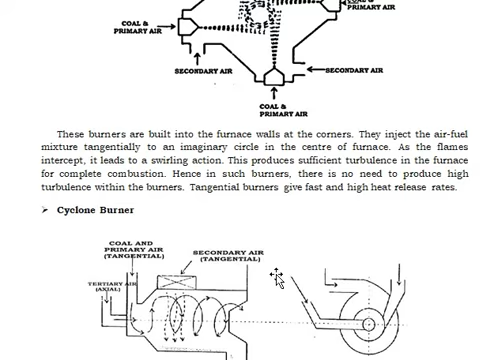 COAL &
PRIMARY AIR
COAL &
PRIMARY AIR
SECONDARY AIR
SECONDARY AIR
COAL &
PRIMARY AIR
These burners are built into the furnace walls at the corners. They inject the air-fuel
mixture tangentially to an imaginary circle in the centre of furnace. As the flames
intercept, it leads to a swirling action. This produces sufficient turbulence in the furnace
for complete combustion. Hence in such burners, there is no need to produce high
turbulence within the burners. Tangential burners give fast and high heat release rates.
➢ Cyclone Burner
COAL AND
PRIMARY AIR
(TANGENTIAL)
SECONDARY AIR
(TANGENTIAL)
TERTIARY AIR
(AXIAL)